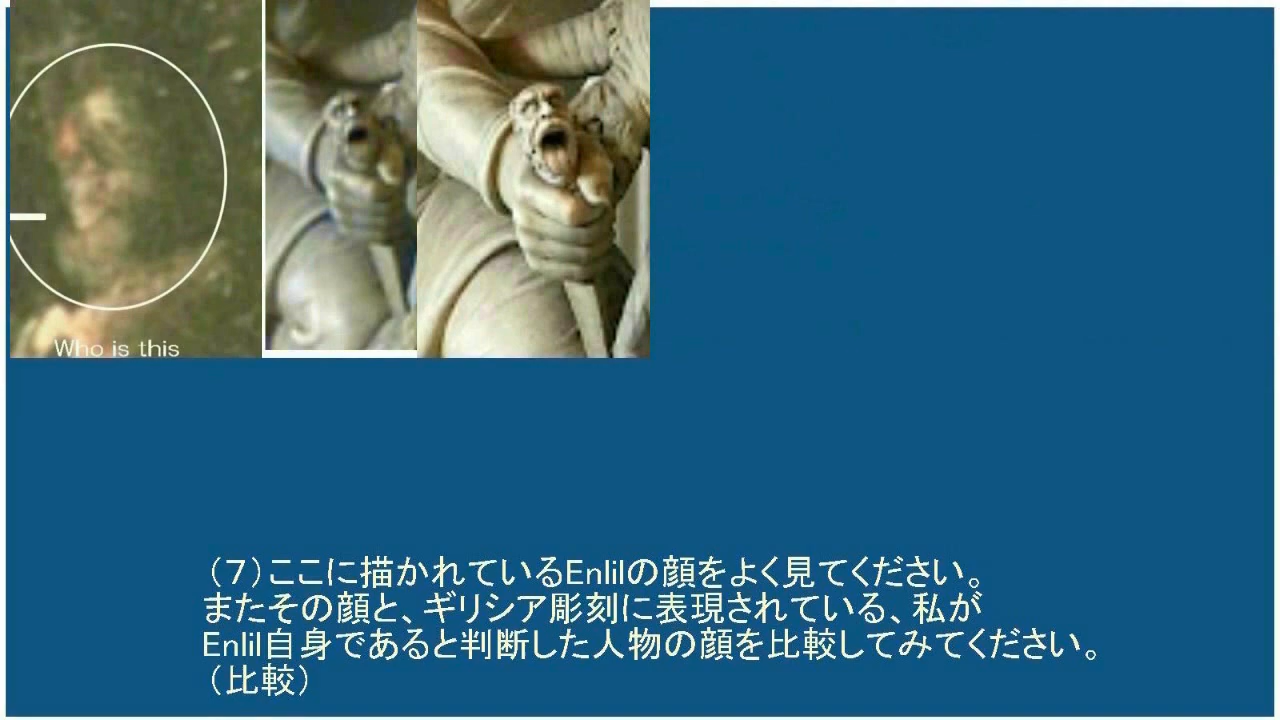 Who is this
（７）ここに描かれているEnlilの顔をよく見てください。
またその顔と、ギリシア彫刻に表現されている、私が
Enlil自身であると判断した人物の顔を比較してみてください。
（比較）